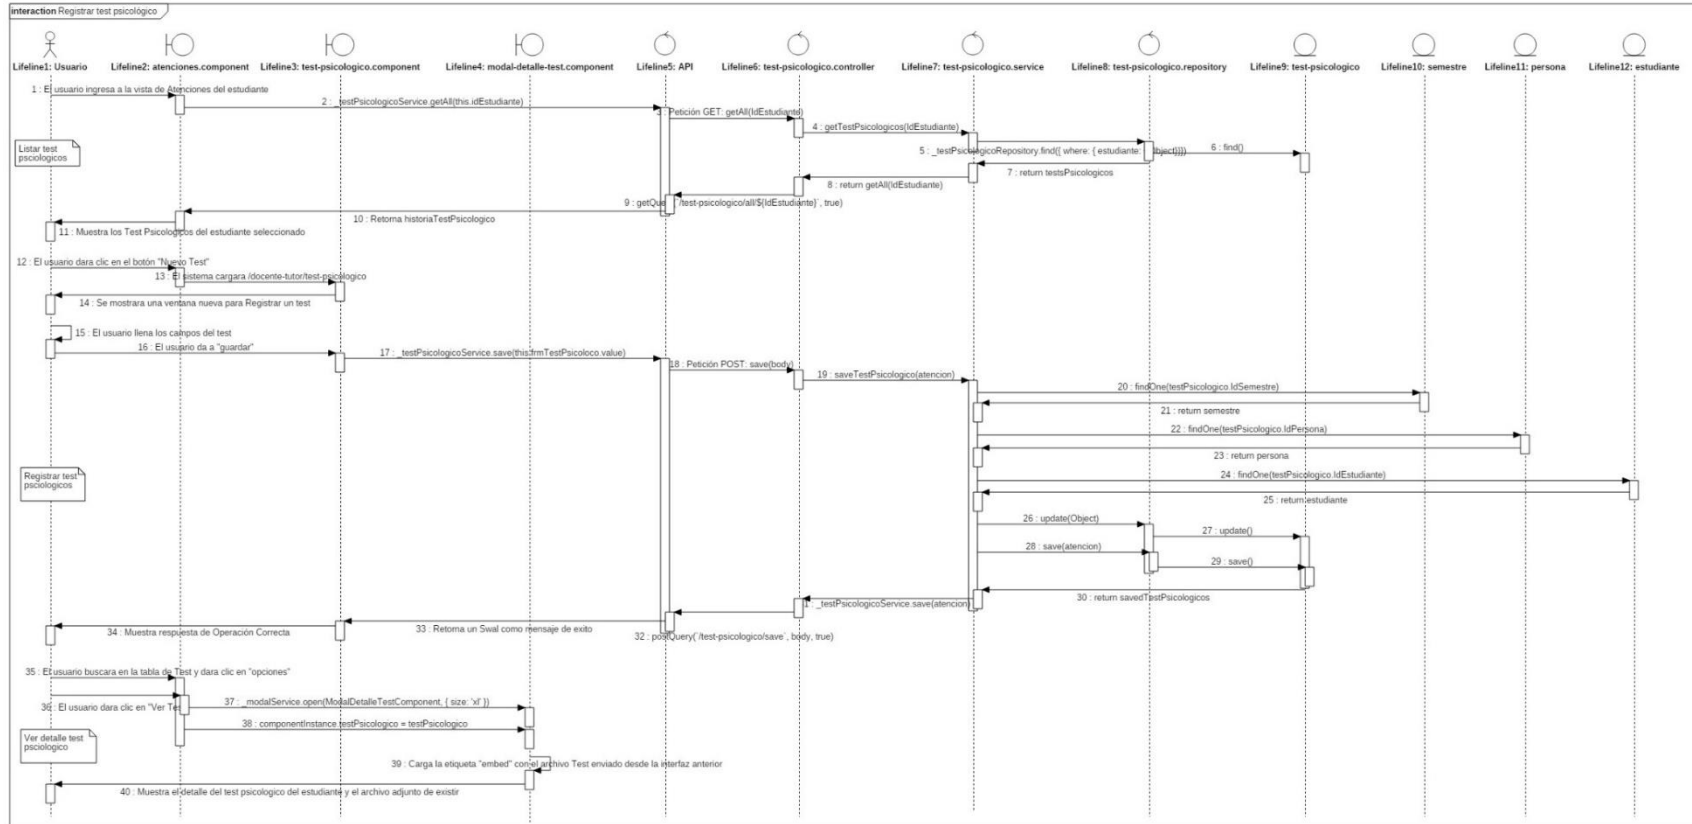 interaction Registrar test psicológico
Lifeline1: Usuario
Lifeline2: atenciones.component
Lifeline3: test-psicologico.component
Lifeline4: modal-detalle-test.component
Lifeline5: API
Lifeline6: test-psicologico.controller
Lifeline7: test-psicologico.service
Lifeline8: test-psicologico.repository
Lifeline9: test-psicologico
Lifeline10: semestre
Lifeline11: persona
Lifeline12: estudiante
1 : El usuario ingresa a la vista de Atenciones del estudiante
2 : _testPsicologicoService.getAll(this.idEstudiante)
: Petición GET: getAll(IdEstudiante)
4 : getTestPsicologicos(IdEstudiante)
Listar test
psciologicos
5 : _testPsicologicoRepository.find({ where: { estudiante: Object}}})
6 : find()
7 : return testsPsicologicos
8 : return getAll(IdEstudiante)
9 : getQuery(`/test-psicologico/all/${IdEstudiante}`, true)
10 : Retorna historiaTestPsicologico
11 : Muestra los Test Psicologicos del estudiante seleccionado
12 : El usuario dara clic en el botón "Nuevo Test"
13 : El sistema cargara /docente-tutor/test-psicologico
14 : Se mostrara una ventana nueva para Registrar un test
15 : El usuario llena los campos del test
16 : El usuario da a "guardar"
17 : _testPsicologicoService.save(this.frmTestPsicoloco.value)
18 : Petición POST: save(body)
19 : saveTestPsicologico(atencion)
20 : findOne(testPsicologico.IdSemestre)
21 : return semestre
22 : findOne(testPsicologico.IdPersona)
23 : return persona
Registrar test
psciologicos
24 : findOne(testPsicologico.IdEstudiante)
25 : return estudiante
26 : update(Object)
27 : update()
28 : save(atencion)
29 : save()
30 : return savedTestPsicologicos
1 : _testPsicologicoService.save(atencion)
32 : postQuery(`/test-psicologico/save`, body, true)
33 : Retorna un Swal como mensaje de exito
34 : Muestra respuesta de Operación Correcta
35 : El usuario buscara en la tabla de Test y dara clic en "opciones"
36 : El usuario dara clic en "Ver Tes
37 : _modalService.open(ModalDetalleTestComponent, { size: 'xl' })
38 : componentInstance.testPsicologico = testPsicologico
Ver detalle test
psciologico
39 : Carga la etiqueta "embed" con el archivo Test enviado desde la interfaz anterior
40 : Muestra el detalle del test psicologico del estudiante y el archivo adjunto de existir